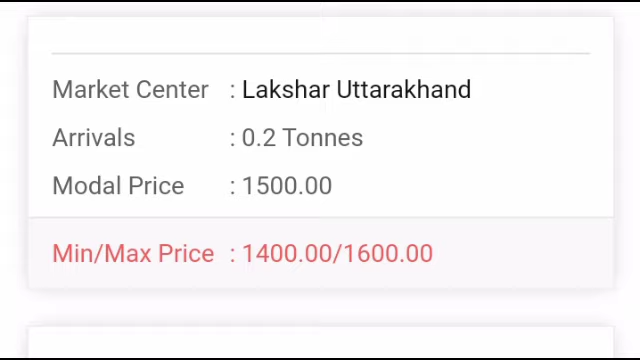 Market Center : Lakshar Uttarakhand
Arrivals : 0.2 Tonnes
Modal Price : 1500.00
Min/Max Price : 1400.00/1600.00